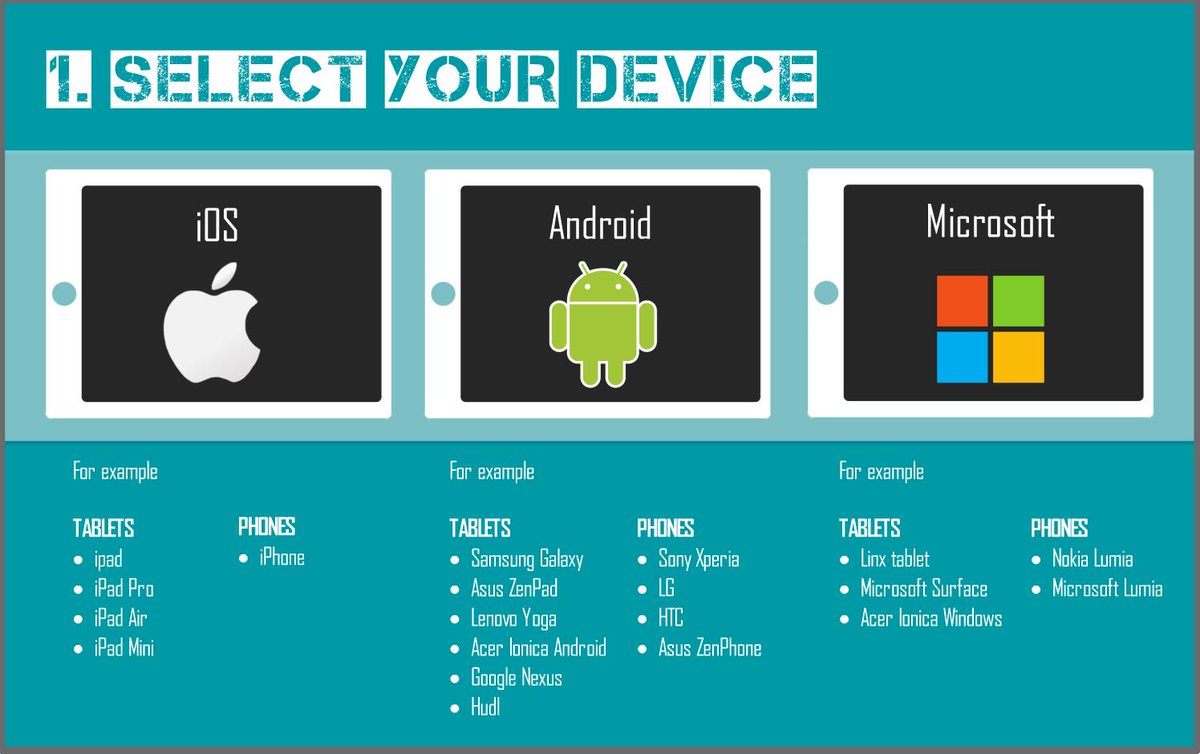 1. SELECT YOUR DEVICE
iOS
Android
Microsoft
For example
TABLETS
• ipad
• iPad Pro
• iPad Air
• iPad Mini
PHONES
• iPhone
For example
TABLETS
• Samsung Galaxy
• Asus ZenPad
• Lenovo Yoga
• Acer Ionica Android
• Google Nexus
• Hudl
PHONES
• Sony Xperia
• LG
• HTC
• Asus ZenPhone
For example
TABLETS
• Linx tablet
• Microsoft Surface
• Acer Ionica Windows
PHONES
• Nokia Lumia
• Microsoft Lumia